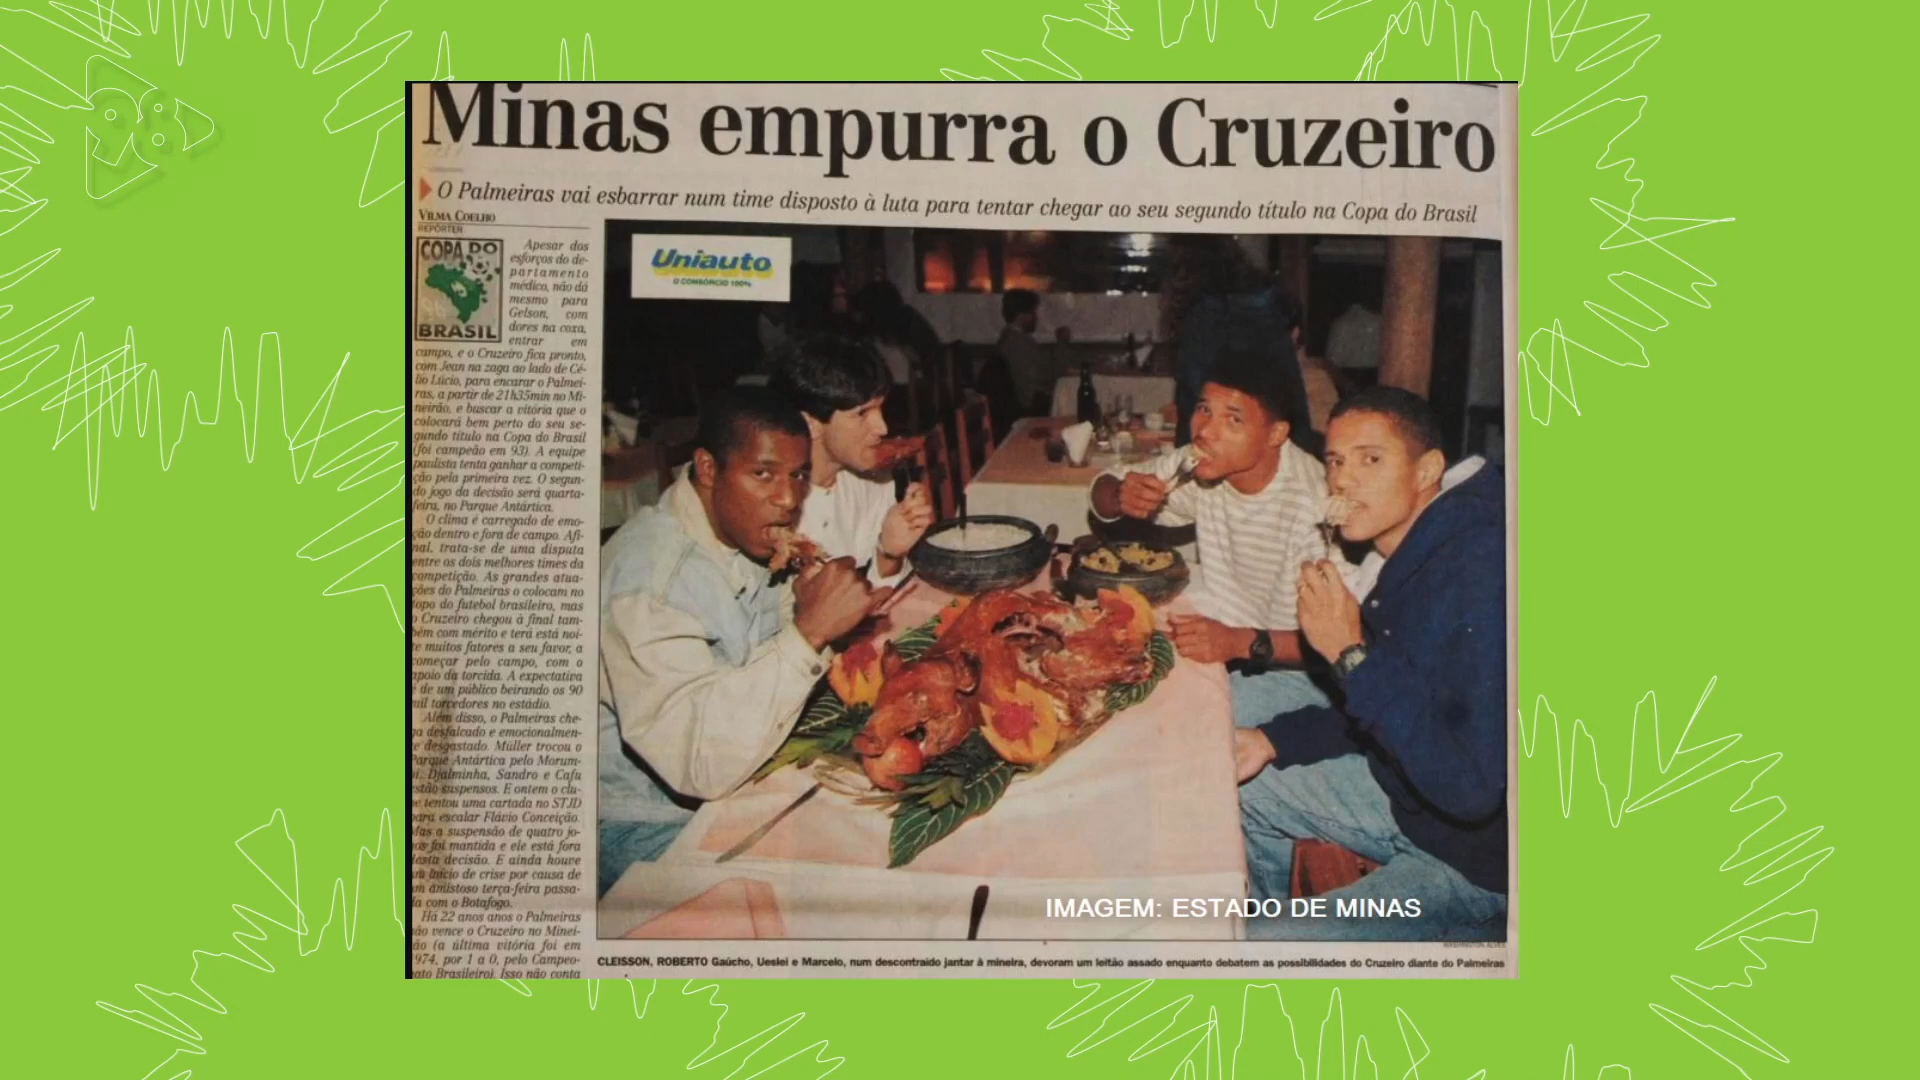 Minas empurra o Cruzeiro
O Palmeiras vai esbarrar num time disposto à luta para tentar chegar ao seu segundo título na Copa do Brasil
VILMA COELHO
REPÓRTER
COPA DO
BRASIL
Apesar dos
esforços do de-
partamento
médico, não dá
mesmo para
Gelson, com
dores na coxa,
entrar em
campo, e o Cruzeiro fica pronto,
com Jean na zaga ao lado de Cé-
lio Lúcio, para encarar o Palmei-
ras, a partir de 21h35min no Mi-
neirão, e buscar a vitória que o
colocará bem perto do seu se-
gundo título na Copa do Brasil
(foi campeão em 93). A equipe
paulista tenta ganhar a competi-
ção pela primeira vez. O segun-
do jogo da decisão será quarta-
feira, no Parque Antártica.
O clima é carregado de emo-
ção dentro e fora de campo. Afi-
nal, trata-se de uma disputa
entre os dois melhores times da
competição. As grandes atua-
ções do Palmeiras o colocam no
topo do futebol brasileiro, mas
o Cruzeiro chegou à final tam-
bém com mérito e terá está noi-
te muitos fatores a seu favor, a
começar pelo campo, com o
apoio da torcida. A expectativa
é de um público beirando os 90
mil torcedores no estádio.
Além disso, o Palmeiras che-
ga desfalcado e emocionalmen-
te desgastado. Müller trocou o
Parque Antártica pelo Morum-
bi. Djalminha, Sandro e Cafu
estão suspensos. E ontem o clu-
be tentou uma cartada no STJD
para escalar Flávio Conceição.
Mas a suspensão de quatro jo-
gos foi mantida e ele está fora
desta decisão. E ainda houve
um início de crise por causa de
um amistoso terça-feira passa-
da com o Botafogo.
Há 22 anos anos o Palmeiras
não vence o Cruzeiro no Minei-
rão (a última vitória foi em
1974, por 1 a 0, pelo Campeo-
nato Brasileiro). Isso não conta
Uniauto
O CONSÓRCIO 100%
IMAGEM: ESTADO DE MINAS
WASHINGTON ALVES
CLEISSON, ROBERTO Gaúcho, Ueslei e Marcelo, num descontraído jantar à mineira, devoram um leitão assado enquanto debatem as possibilidades do Cruzeiro diante do Palmeiras